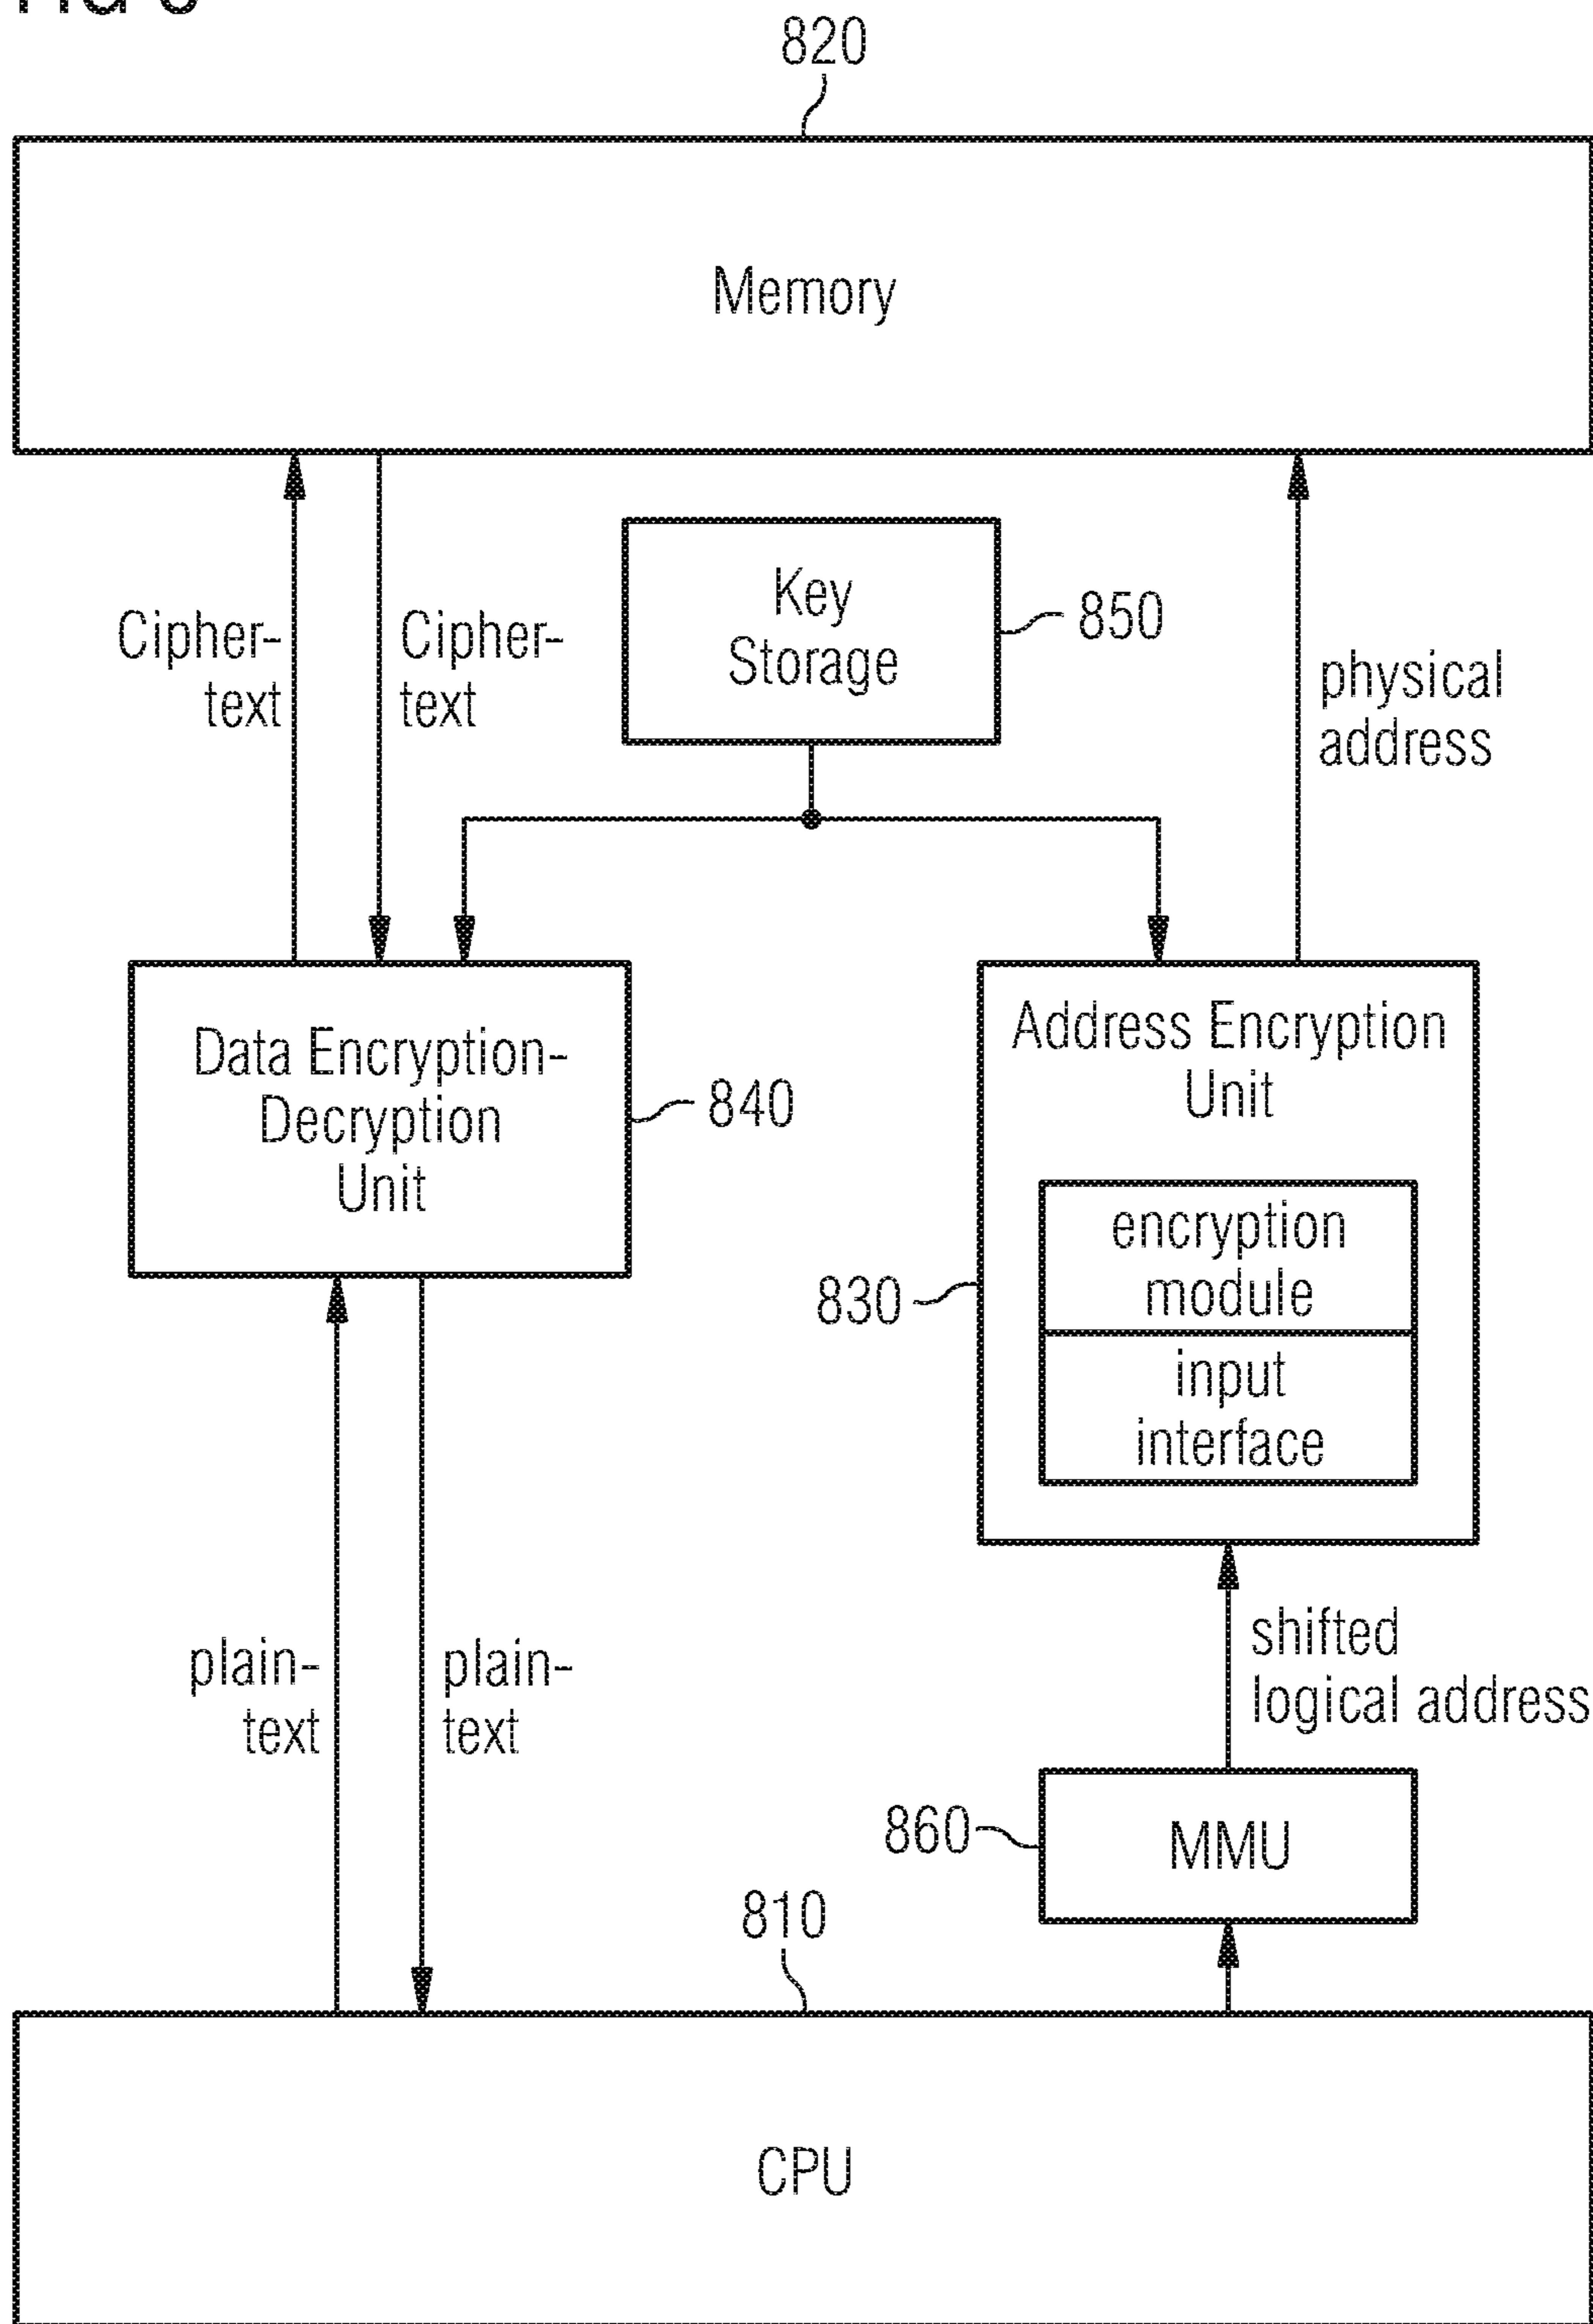 820
Memory
Cipher-
text
Cipher-
text
Key
Storage
850
physical
address
Data Encryption-
Decryption
Unit
840
Address Encryption
Unit
encryption
module
input
interface
830
plain-
text
plain-
text
shifted
logical address
860
MMU
810
CPU